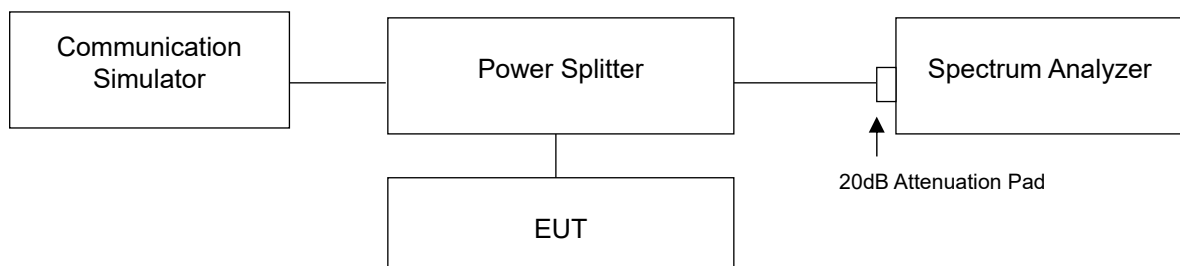 Communication
Simulator
Power Splitter
Spectrum Analyzer
20dB Attenuation Pad
EUT